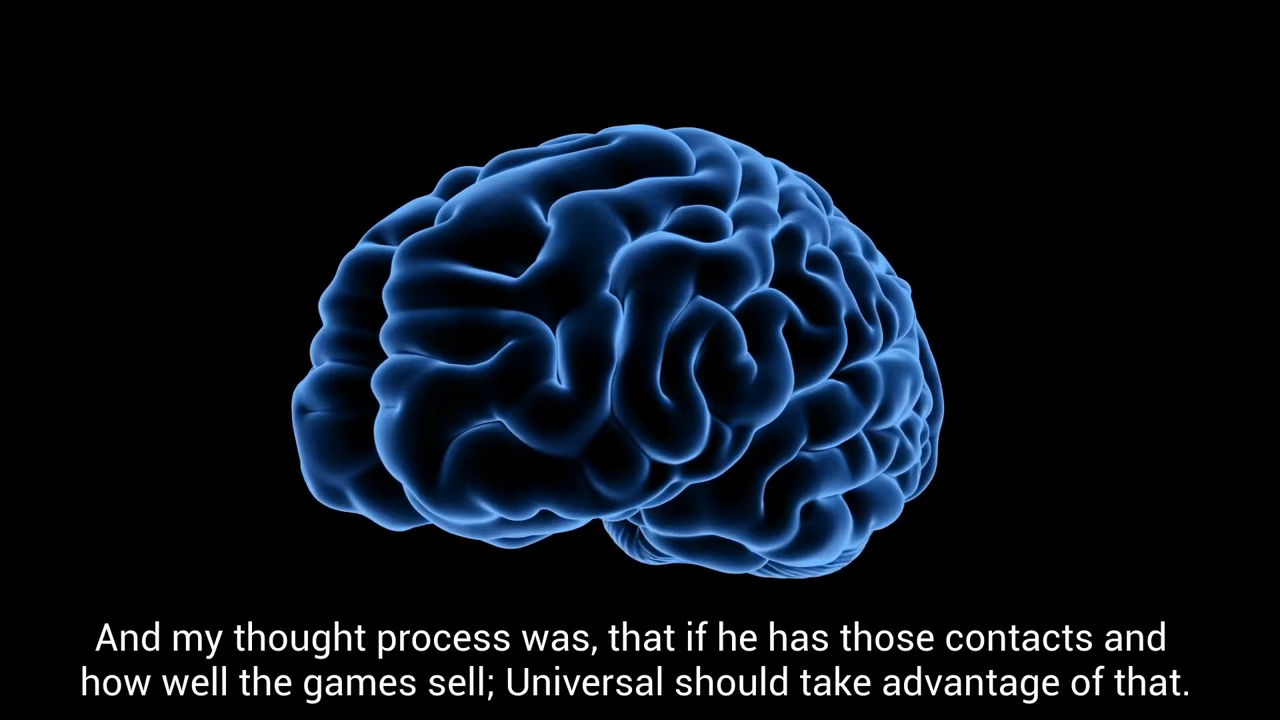 And my thought process was, that if he has those contacts and
how well the games sell; Universal should take advantage of that.